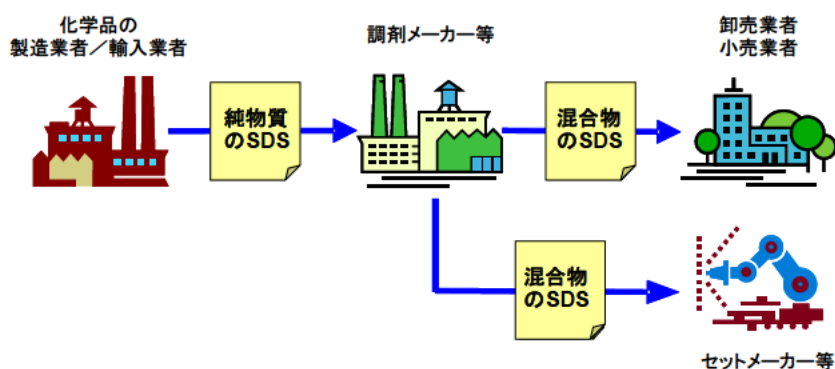 化学品の
製造業者／輸入業者
調剤メーカー等
卸売業者
小売業者
純物質
のSDS
混合物
のSDS
混合物
のSDS
セットメーカー等